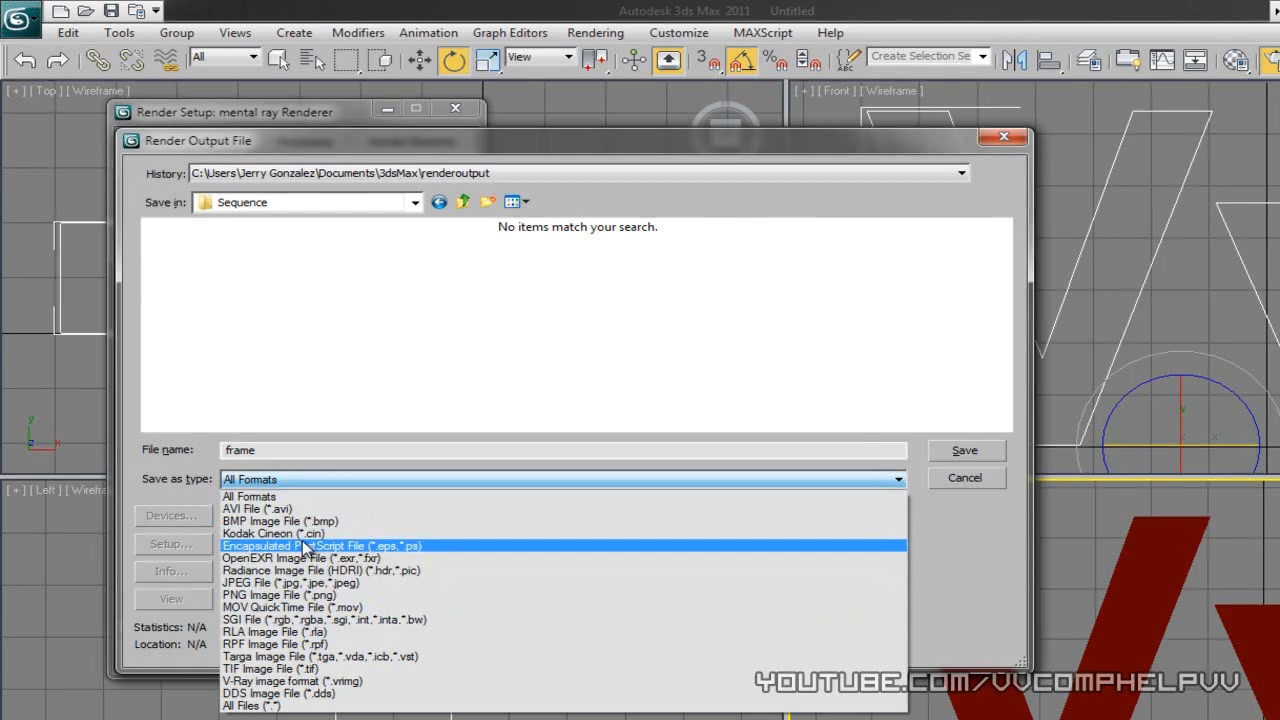 Autodesk 3ds Max 2011 Untitled
Edit Tools Group Views Create Modifiers Animation Graph Editors Rendering Customize MAXScript Help
All View 3 % ABC Create Selection Se
[ + ] [ Top ] [ Wireframe ] [ + ] [ Front ] [ Wireframe ]
Render Setup: mental ray Renderer
Render Output File
History: C:\Users\Jerry Gonzalez\Documents\3dsMax\renderoutput
Save in: Sequence
No items match your search.
y
z x
y
x
File name: frame Save
Save as type: All Formats Cancel
[ + ] [ Left ] [ Wirefra
All Formats
AVI File (*.avi)
Devices...
BMP Image File (*.bmp)
Kodak Cineon (*.cin)
Setup...
Encapsulated PostScript File (*.eps,*.ps)
OpenEXR Image File (*.exr,*.fxr)
Info...
Radiance Image File (HDRI) (*.hdr,*.pic)
JPEG File (*.jpg,*.jpe,*.jpeg)
View
PNG Image File (*.png)
MOV QuickTime File (*.mov)
SGI File (*.rgb,*.rgba,*.sgi,*.int,*.inta,*.bw)
Statistics: N/A
RLA Image File (*.rla)
Location: N/A
RPF Image File (*.rpf)
Targa Image File (*.tga,*.vda,*.icb,*.vst)
TIF Image File (*.tif)
V-Ray image format (*.vrimg)
DDS Image File (*.dds)
All Files (*.*)
YOUTUBE.COM/VVCOMPHELPVV